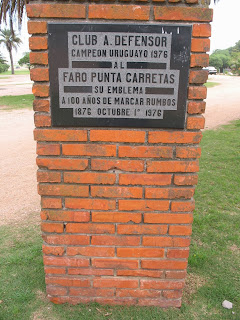 CLUB A. DEFENSOR
CAMPEON URUGUAYO 1976
AL
FARO PUNTA CARRETAS
SU EMBLEMA
A 100 AÑOS DE MARCAR RUMBOS
1876 OCTUBRE 1º 1976